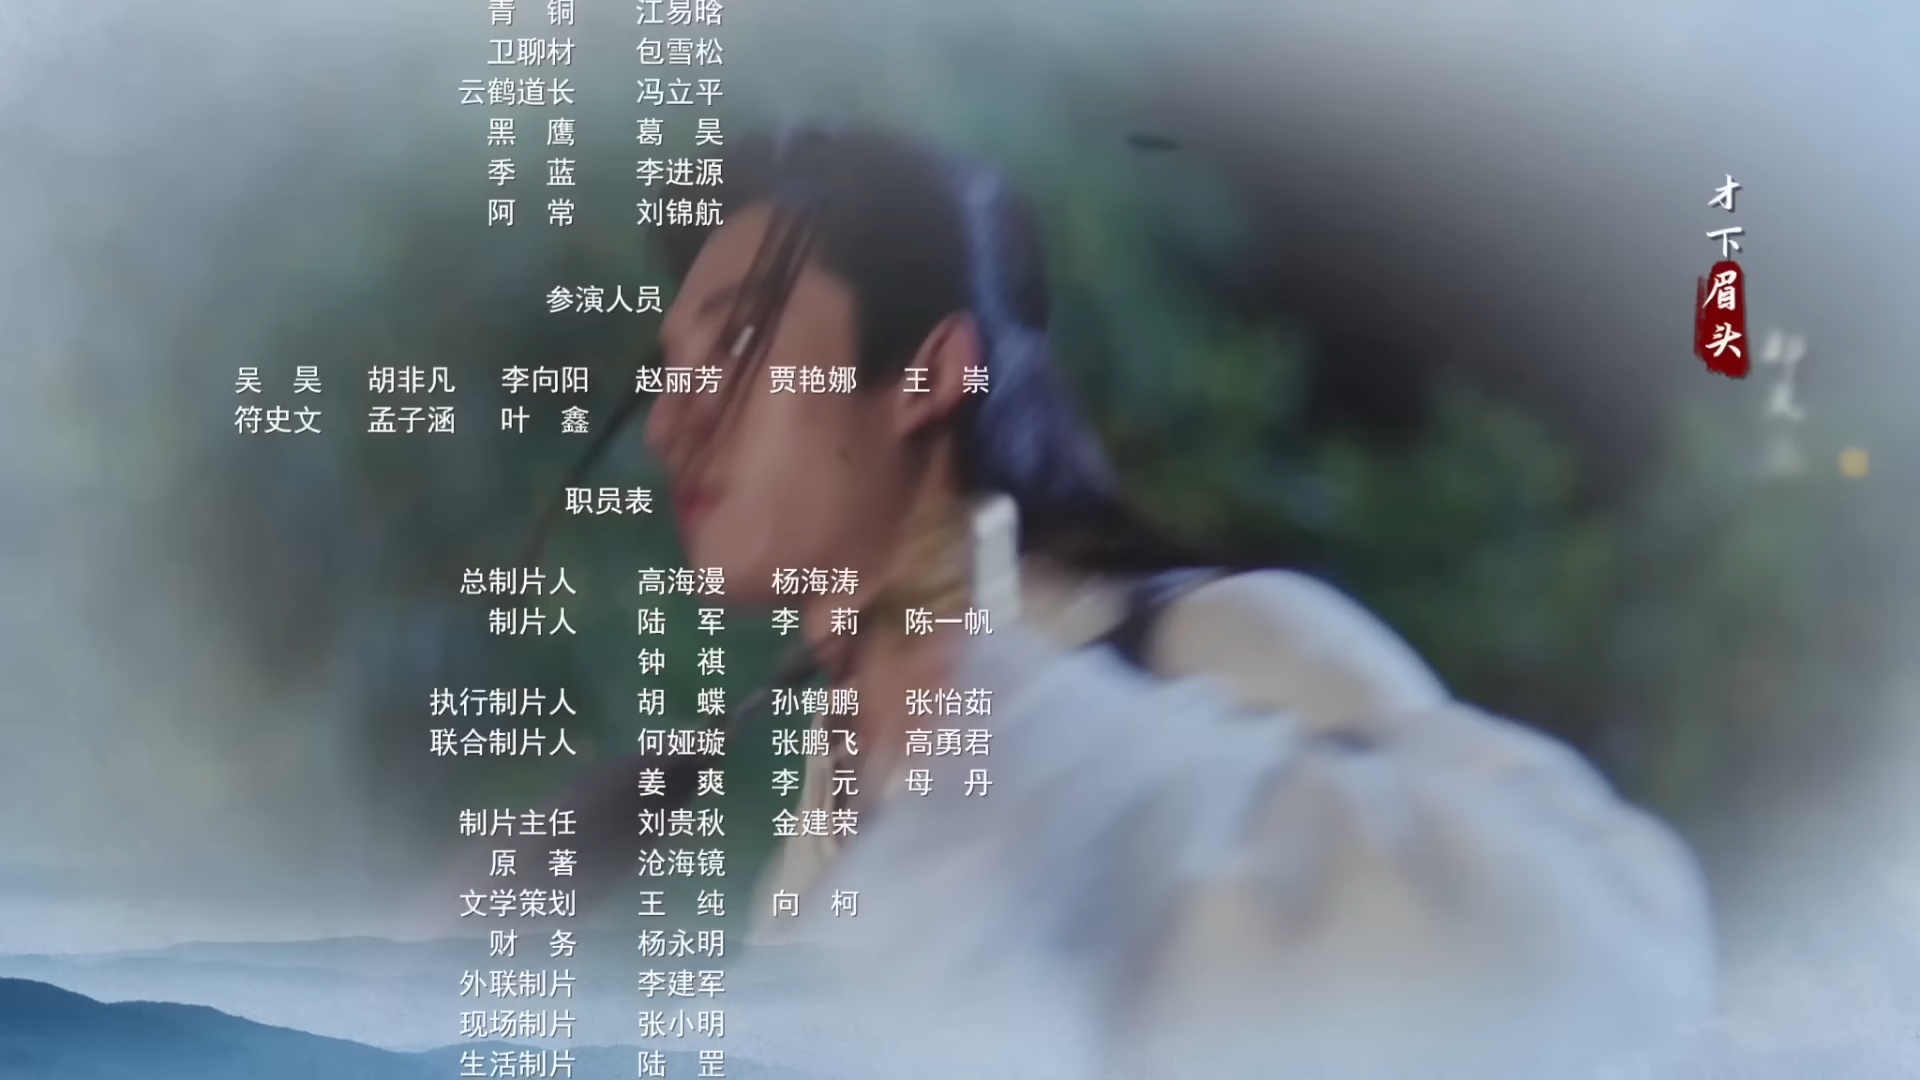 青 铜 江易晗
卫聊材 包雪松
云鹤道长 冯立平
黑 鹰 葛 昊
季 蓝 李进源
阿 常 刘锦航
参演人员
吴 昊 胡非凡 李向阳 赵丽芳 贾艳娜 王 崇
符史文 孟子涵 叶 鑫
职员表
总制片人 高海漫 杨海涛
制片人 陆 军 李 莉 陈一帆
钟 祺
执行制片人 胡 蝶 孙鹤鹏 张怡茹
联合制片人 何娅璇 张鹏飞 高勇君
姜 爽 李 元 母 丹
制片主任 刘贵秋 金建荣
原 著 沧海镜
文学策划 王 纯 向 柯
财 务 杨永明
外联制片 李建军
现场制片 张小明
生活制片 陆 罡
才下眉头